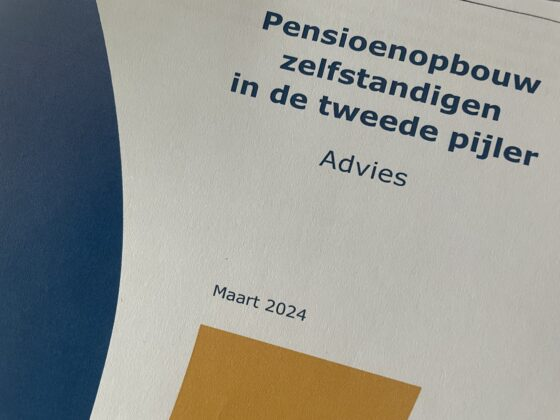 Pensioenopbouw
zelfstandigen
in de tweede pijler
Advies
Maart 2024